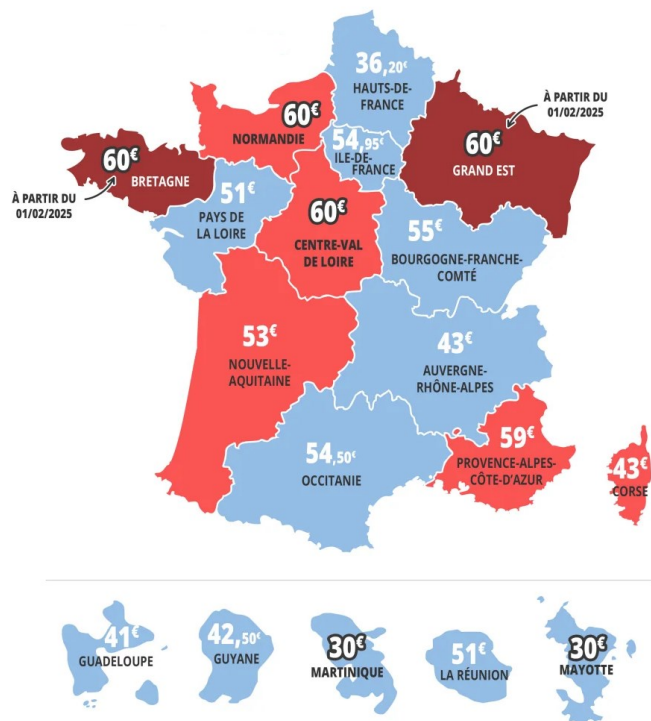 36,20€
HAUTS-DE-
FRANCE
60€
NORMANDIE
54,95€
ILE-DE-
FRANCE
À PARTIR DU
01/02/2025
60€
GRAND EST
60€
BRETAGNE
À PARTIR DU
01/02/2025
51€
PAYS DE
LA LOIRE
60€
CENTRE-VAL
DE LOIRE
55€
BOURGOGNE-FRANCHE-
COMTÉ
53€
NOUVELLE-
AQUITAINE
43€
AUVERGNE-
RHÔNE-ALPES
54,50€
OCCITANIE
59€
PROVENCE-ALPES-
CÔTE-D'AZUR
43€
CORSE
41€
GUADELOUPE
42,50€
GUYANE
30€
MARTINIQUE
51€
LA RÉUNION
30€
MAYOTTE